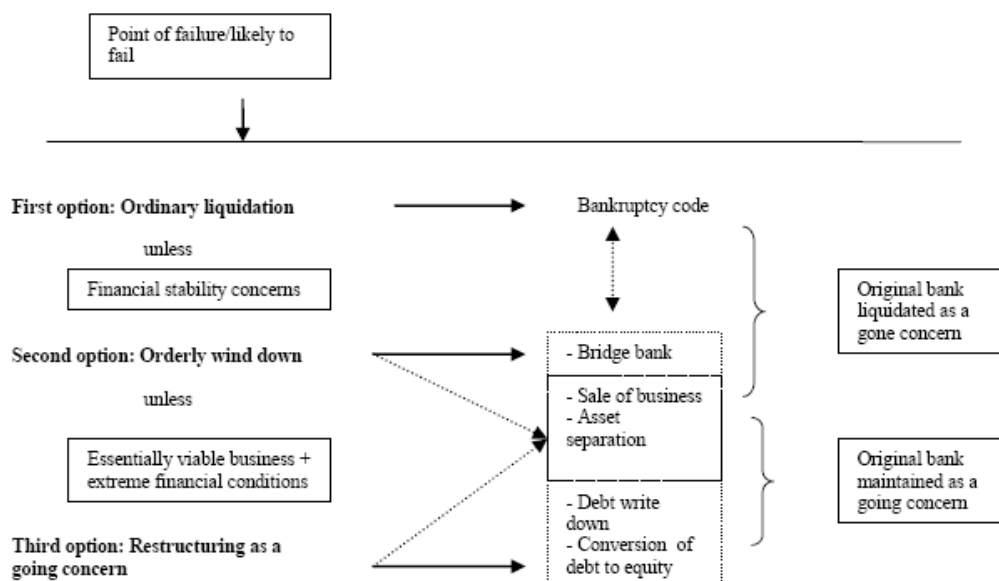 Point of failure/likely to
fail
First option: Ordinary liquidation
Bankruptcy code
unless
Financial stability concerns
Original bank
liquidated as a
gone concern
Second option: Orderly wind down
- Bridge bank
unless
- Sale of business
- Asset
separation
Essentially viable business +
extreme financial conditions
Original bank
maintained as a
going concern
- Debt write
down
- Conversion of
debt to equity
Third option: Restructuring as a
going concern